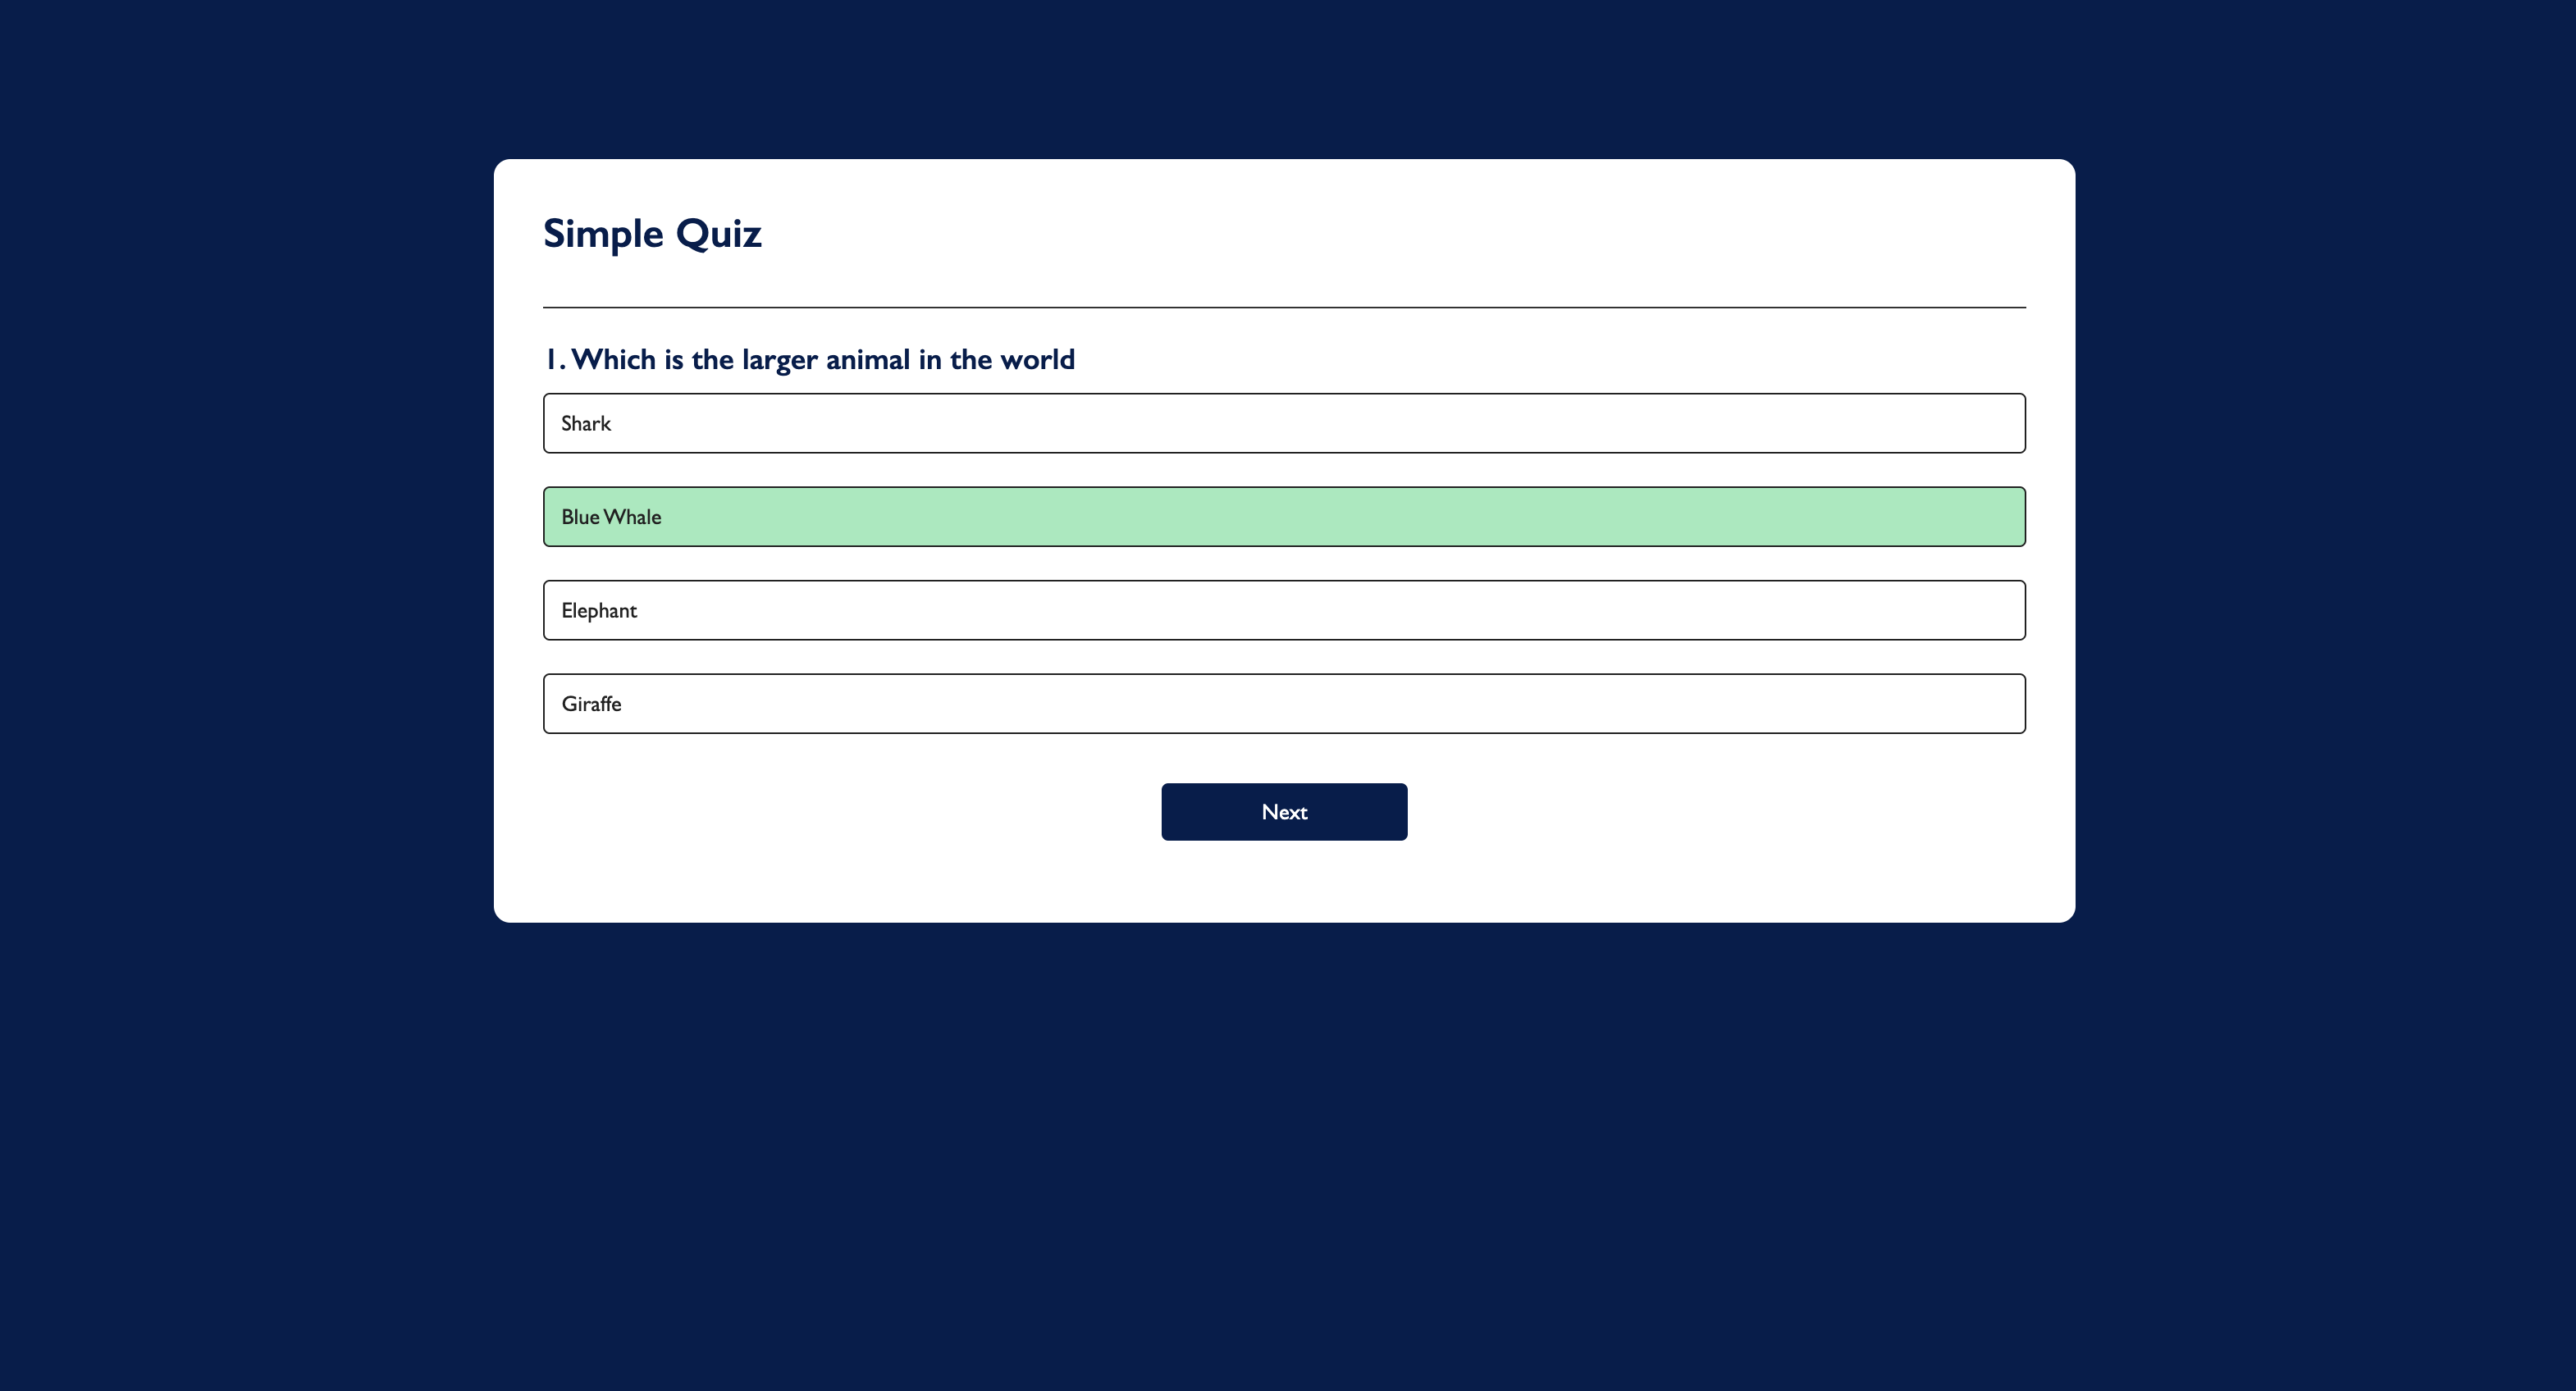 Simple Quiz
1. Which is the larger animal in the world
Shark
Blue Whale
Elephant
Giraffe
Next